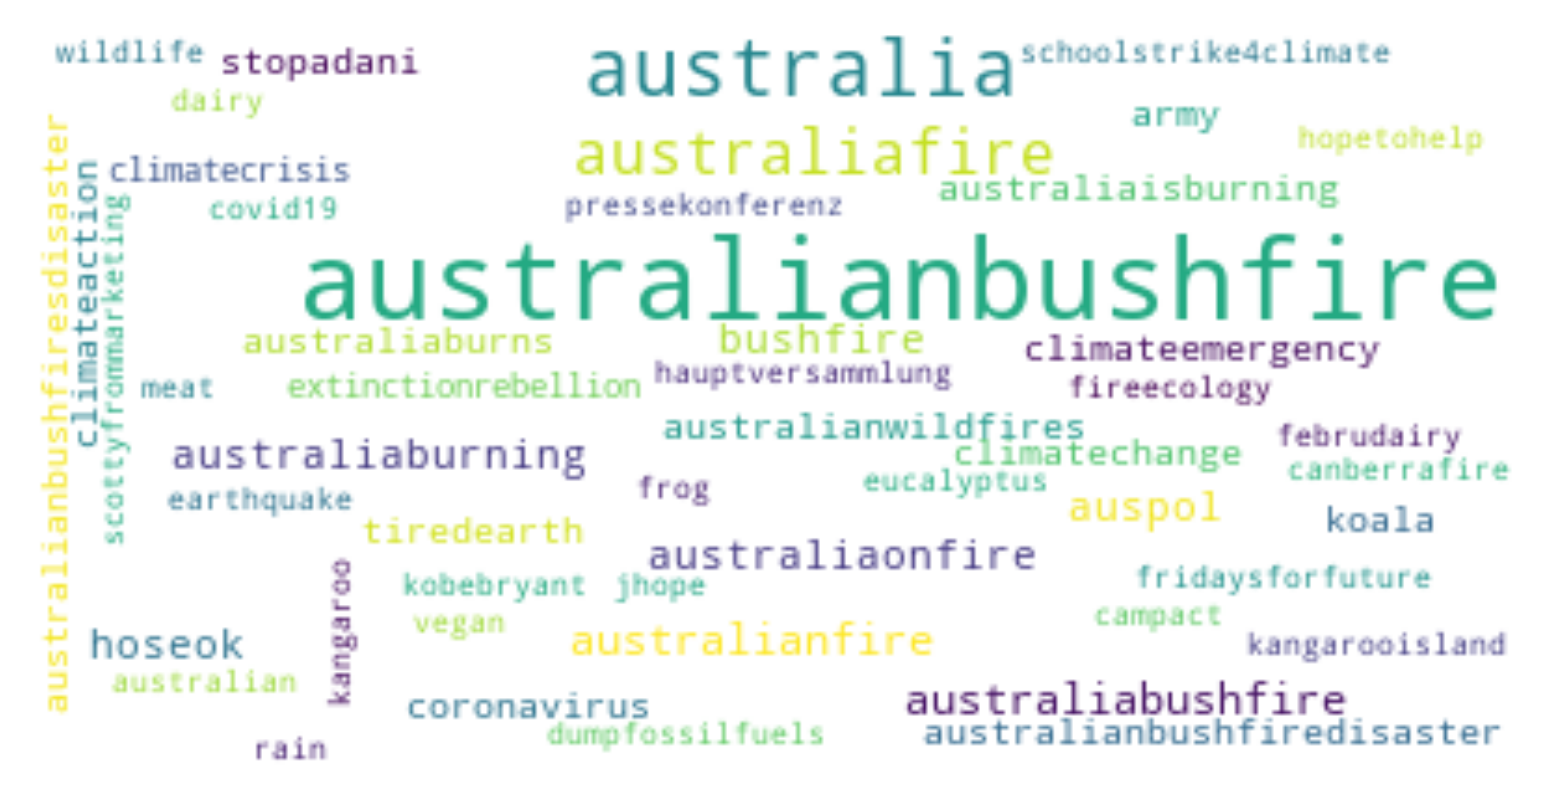 wildlife
stopadani
australia
schoolstrike4climate
dairy
army
australiafire
hopetohelp
climatecrisis
australiaisburning
covid19
pressekonferenz
australianbushfiresdisaster
climateaction
scottyfrommarketing
australianbushfire
australiaburns
bushfire
climateemergency
meat
extinctionrebellion
hauptversammlung
fireecology
australianwildfires
februdairy
australiaburning
climatechange
canberrafire
earthquake
frog
eucalyptus
auspol
koala
tiredearth
australiaonfire
kobebryant
jhope
fridaysforfuture
kangaroo
vegan
campact
hoseok
australianfire
kangarooisland
australian
coronavirus
australiabushfire
dumpfossilfuels
australianbushfiredisaster
rain